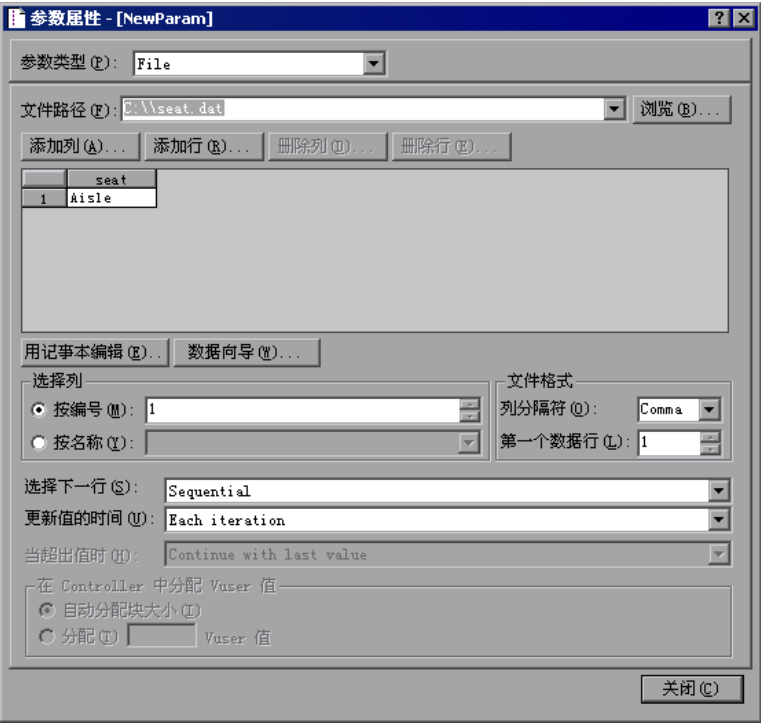 参数属性 - [NewParam]
参数类型(P): File
文件路径(F): C:\\seat.dat 浏览(B)...
添加列(A)... 添加行(R)... 删除列(D)... 删除行(E)...
seat
1 Aisle
用记事本编辑(E).. 数据向导(W)...
选择列 文件格式
按编号(M): 1 列分隔符(O): Comma
按名称(Y): 第一个数据行(L): 1
选择下一行(S): Sequential
更新值的时间(U): Each iteration
当超出值时(H): Continue with last value
在 Controller 中分配 Vuser 值
自动分配块大小(I)
分配(T) Vuser 值
关闭(C)